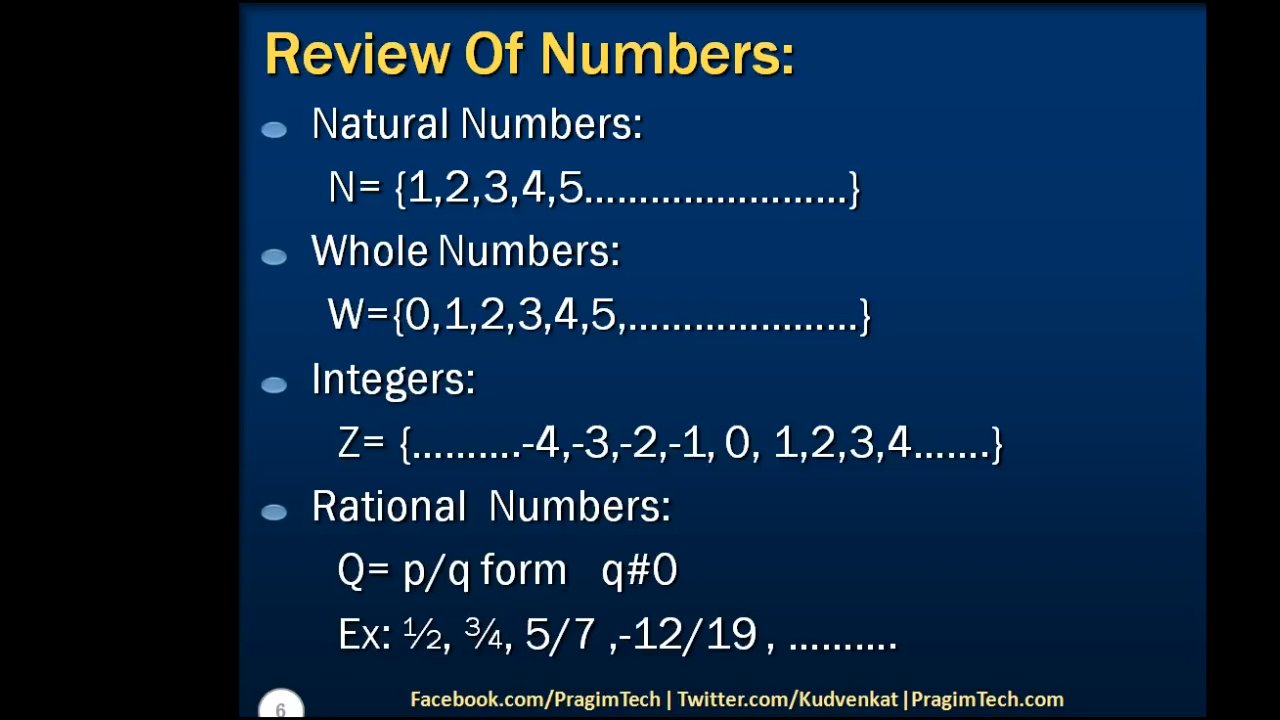 Review Of Numbers:
Natural Numbers:
N= {1,2,3,4,5........................}
Whole Numbers:
W={0,1,2,3,4,5,.....................}
Integers:
Z= {..........-4,-3,-2,-1, 0, 1,2,3,4.......}
Rational Numbers:
Q= p/q form q#0
Ex: ½, ¾, 5/7 ,-12/19 , ..........
6
Facebook.com/PragimTech | Twitter.com/Kudvenkat |PragimTech.com